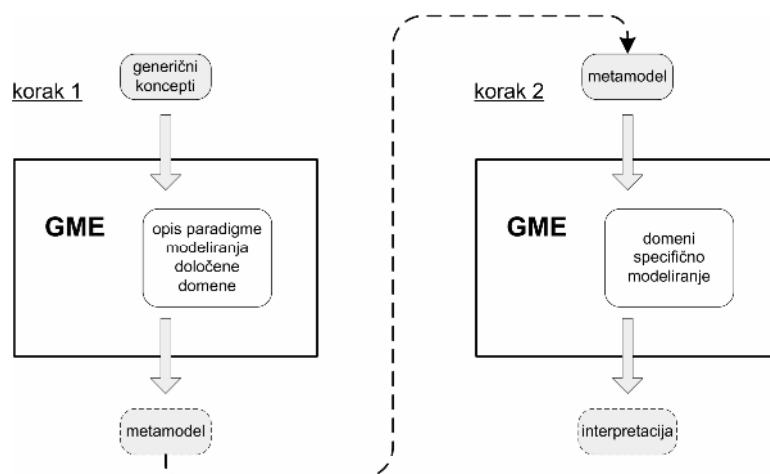 korak 1
generični
koncepti
GME
opis paradigme
modeliranja
določene
domene
metamodel
korak 2
metamodel
GME
domeni
specifično
modeliranje
interpretacija